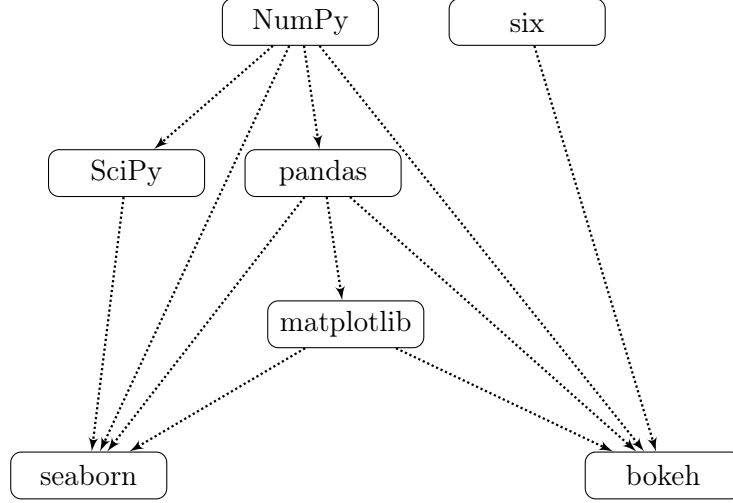 NumPy
six
SciPy
pandas
matplotlib
seaborn
bokeh